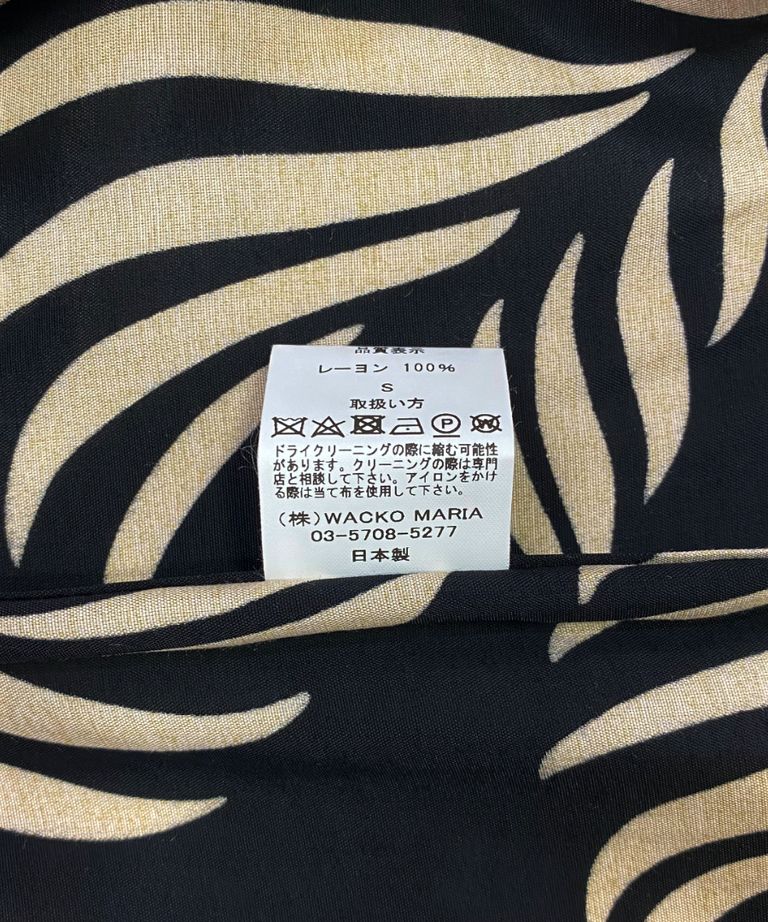 品質表示
レーヨン 100%
S
取扱い方
P W
ドライクリーニングの際に縮む可能性
があります。クリーニングの際は専門
店と相談して下さい。アイロンをかけ
る際は当て布を使用して下さい。
(株)WACKO MARIA
03-5708-5277
日本製